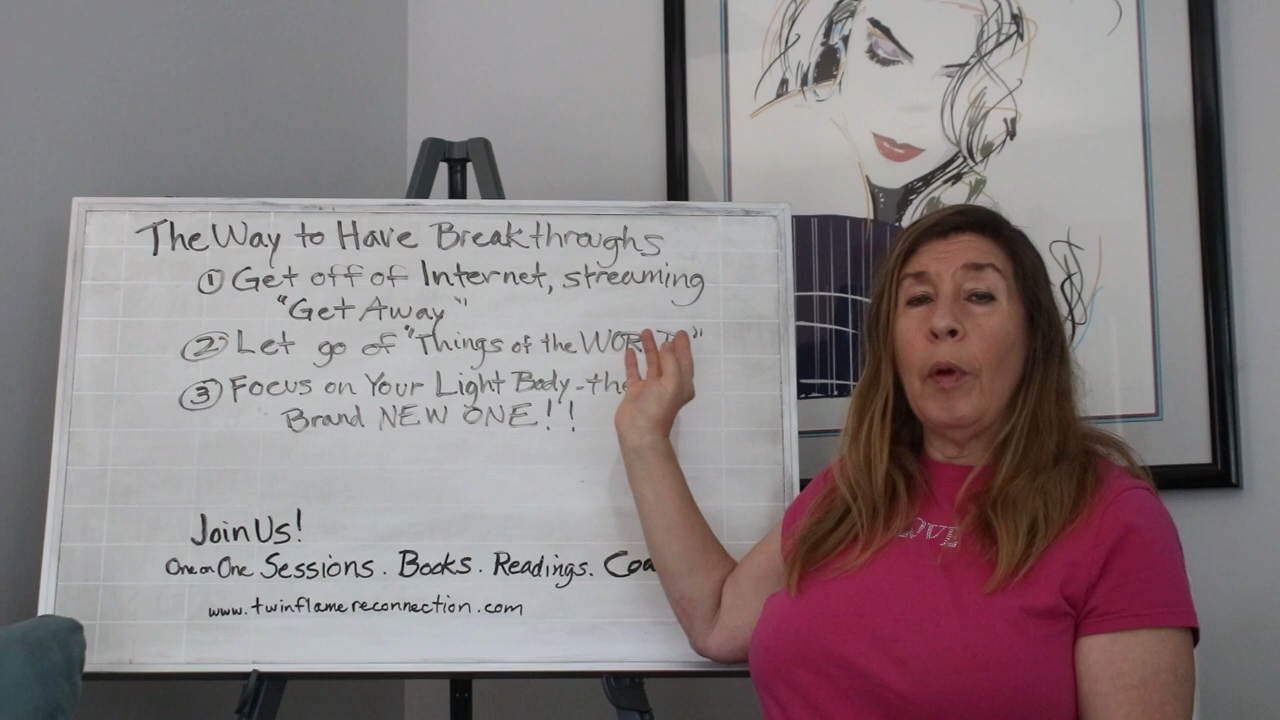 The Way to Have Breakthroughs
① Get off of Internet, streaming
"Get Away"
② Let go of "Things of the
③ Focus on Your Light Body - the
Brand NEW ONE!!
Join Us!
One on One Sessions. Books. Readings.
www.twinflamereconnection.com